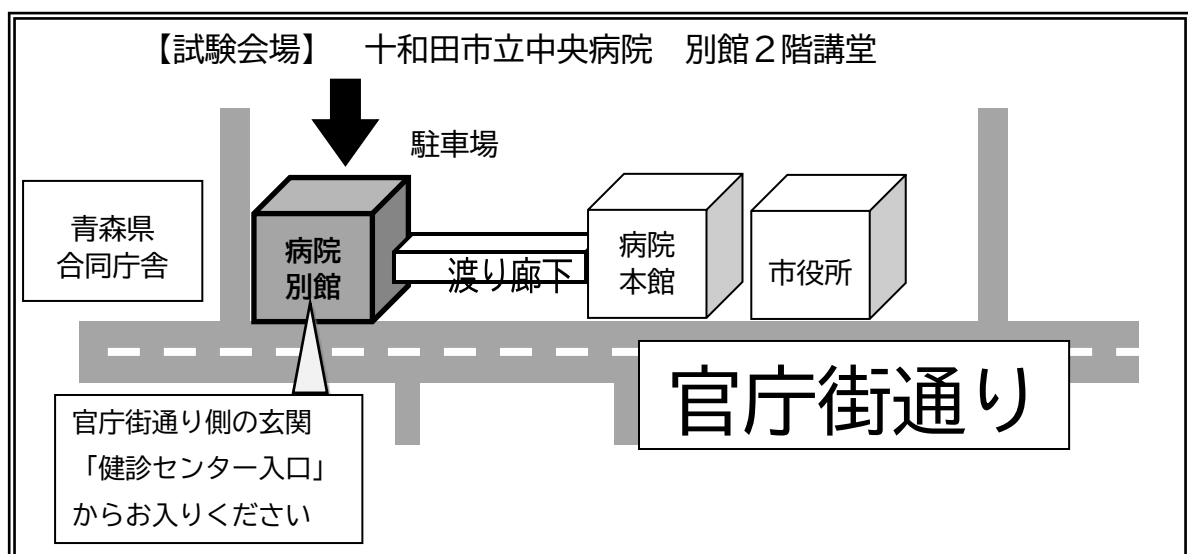 【試験会場】　十和田市立中央病院　別館２階講堂
駐車場
青森県
合同庁舎
病院
別館
渡り廊下
病院
本館
市役所
官庁街通り
官庁街通り側の玄関
「健診センター入口」
からお入りください